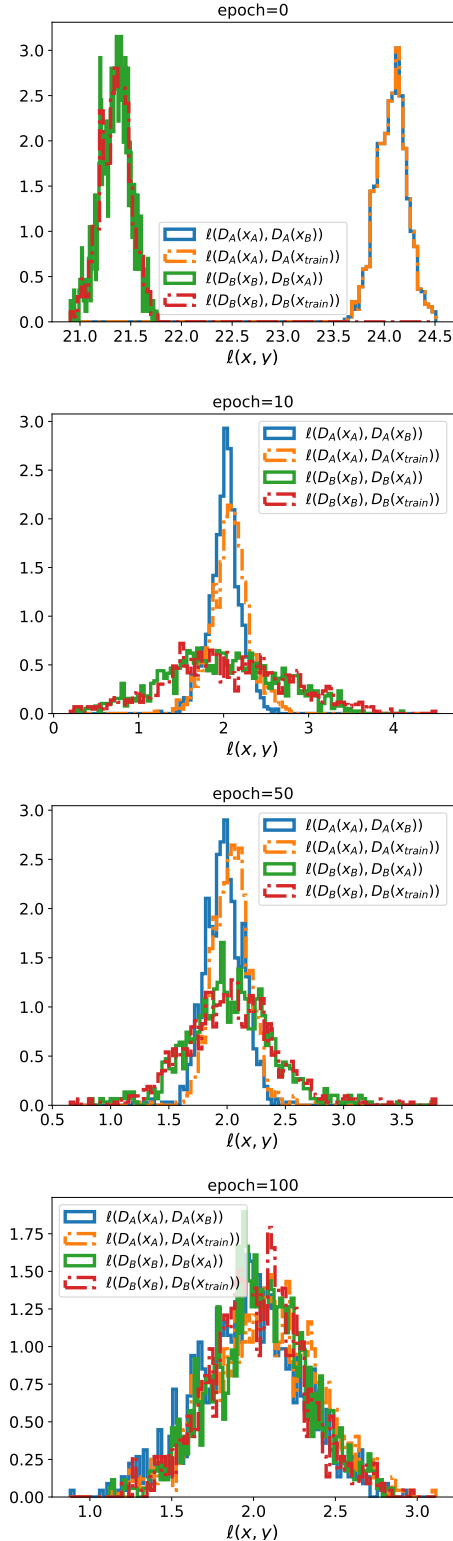 epoch=0
3.0
2.5
2.0
1.5
1.0
0.5
0.0
ℓ(D_A(x_A), D_A(x_B))
ℓ(D_A(x_A), D_A(x_train))
ℓ(D_B(x_B), D_B(x_A))
ℓ(D_B(x_B), D_B(x_train))
21.0 21.5 22.0 22.5 23.0 23.5 24.0 24.5
ℓ(x, y)
epoch=10
3.0
2.5
2.0
1.5
1.0
0.5
0.0
ℓ(D_A(x_A), D_A(x_B))
ℓ(D_A(x_A), D_A(x_train))
ℓ(D_B(x_B), D_B(x_A))
ℓ(D_B(x_B), D_B(x_train))
0 1 2 3 4
ℓ(x, y)
epoch=50
3.0
2.5
2.0
1.5
1.0
0.5
0.0
ℓ(D_A(x_A), D_A(x_B))
ℓ(D_A(x_A), D_A(x_train))
ℓ(D_B(x_B), D_B(x_A))
ℓ(D_B(x_B), D_B(x_train))
0.5 1.0 1.5 2.0 2.5 3.0 3.5
ℓ(x, y)
epoch=100
1.75
1.50
1.25
1.00
0.75
0.50
0.25
0.00
ℓ(D_A(x_A), D_A(x_B))
ℓ(D_A(x_A), D_A(x_train))
ℓ(D_B(x_B), D_B(x_A))
ℓ(D_B(x_B), D_B(x_train))
1.0 1.5 2.0 2.5 3.0
ℓ(x, y)